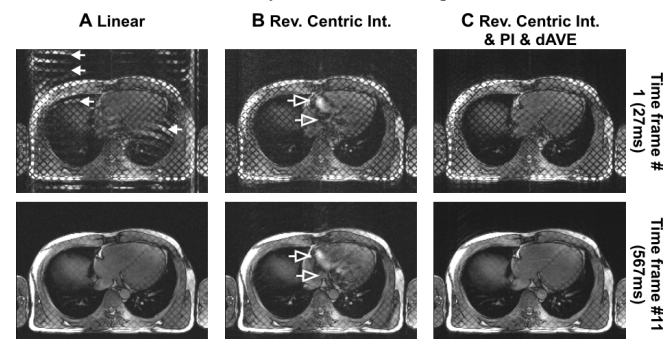 A Linear
B Rev. Centric Int.
C Rev. Centric Int.
& PI & dAVE
Time frame #
1 (27ms)
Time frame #11
(567ms)